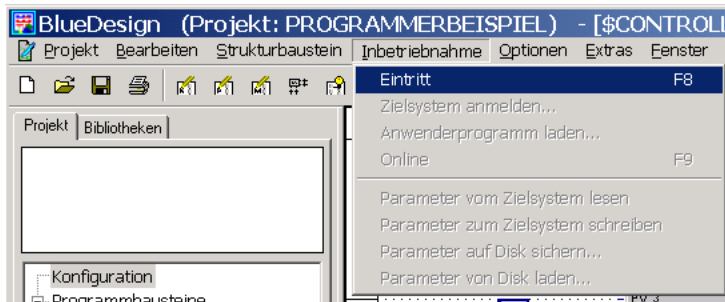 BlueDesign (Projekt: PROGRAMMERBEISPIEL) - [$CONTROLL
Projekt Bearbeiten Strukturbaustein Inbetriebnahme Optionen Extras Fenster
Eintritt F8
Zielsystem anmelden...
Anwenderprogramm laden...
Online F9
Parameter vom Zielsystem lesen
Parameter zum Zielsystem schreiben
Parameter auf Disk sichern...
Parameter von Disk laden...
Projekt Bibliotheken
Konfiguration
Programmbausteine